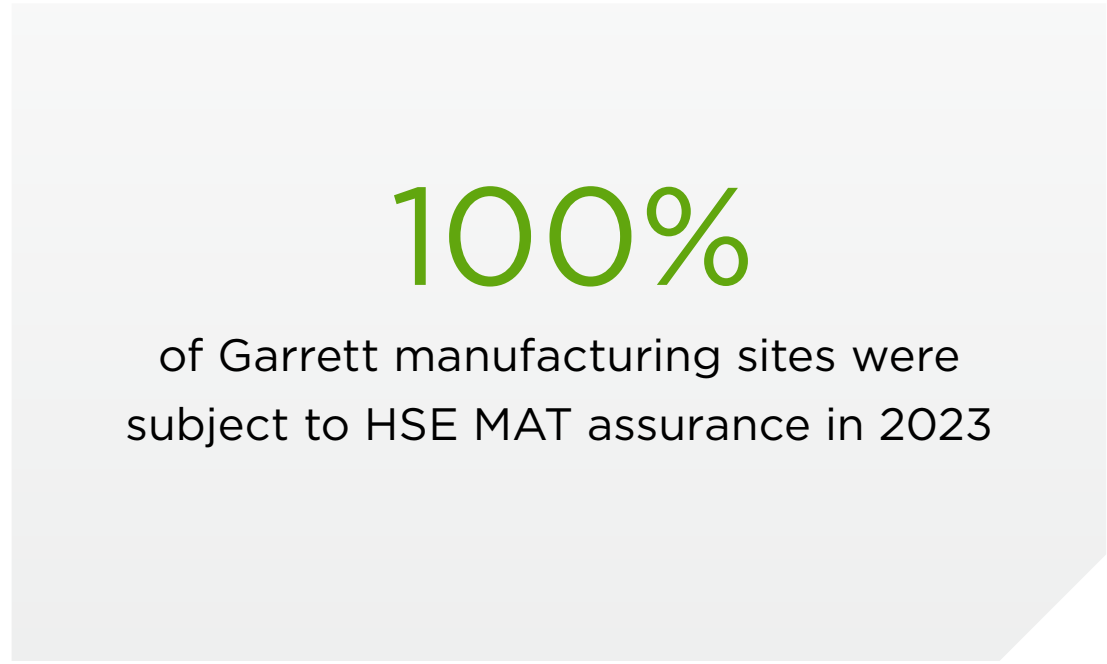 100%
of Garrett manufacturing sites were
subject to HSE MAT assurance in 2023